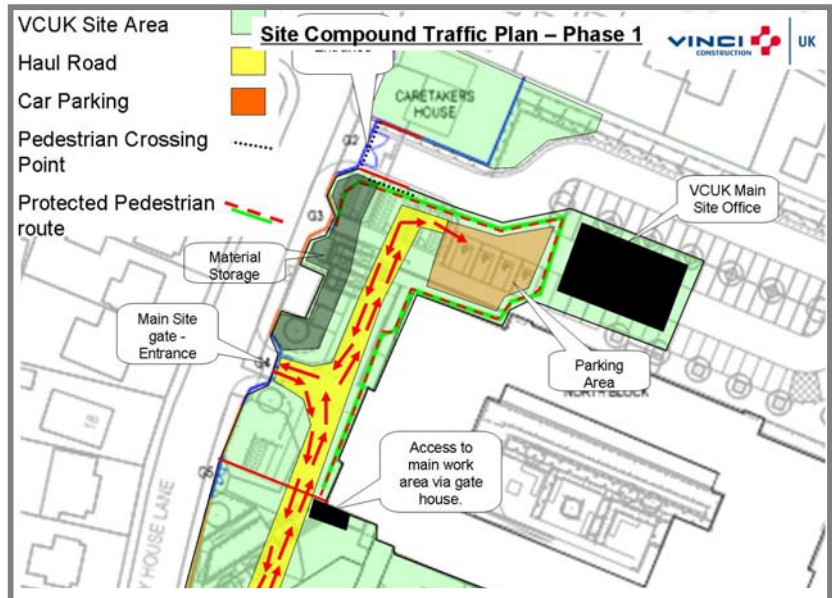 VCUK Site Area
Haul Road
Car Parking
Pedestrian Crossing
Point
Protected Pedestrian
route
Site Compound Traffic Plan – Phase 1
VINCI
CONSTRUCTION
UK
CARETAKERS
HOUSE
G2
G3
Material
Storage
Main Site
gate -
Entrance
VCUK Main
Site Office
Parking
Area
NORTH BLOCK
Access to
main work
area via gate
house.
G5
18
HOUSE LANE